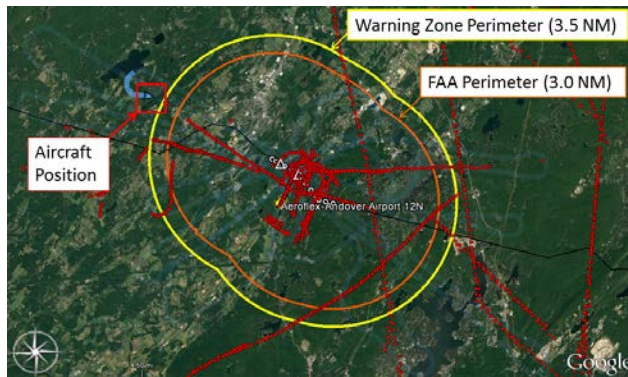 Warning Zone Perimeter (3.5 NM)
FAA Perimeter (3.0 NM)
Aircraft
Position
Aeroflex-Andover Airport 12N
Google